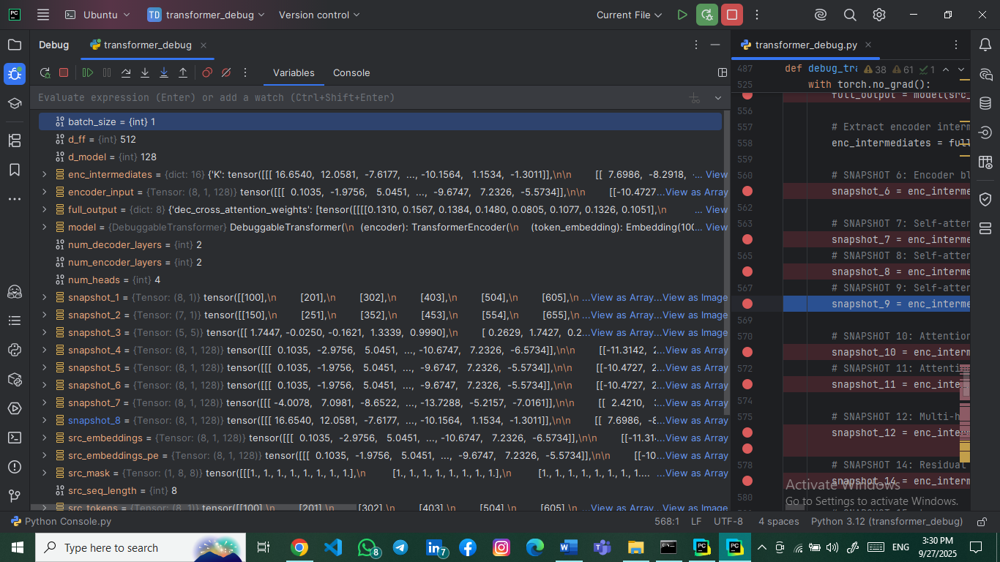 PC Ubuntu TD transformer_debug Version control Current File
Debug transformer_debug
Variables Console
Evaluate expression (Enter) or add a watch (Ctrl+Shift+Enter)
batch_size = {int} 1
d_ff = {int} 512
d_model = {int} 128
enc_intermediates = {dict: 16} {'K': tensor([[[ 16.6540, 12.0581, -7.6177, ..., -10.1564, 1.1534, -1.3011]],\n\n [[ 7.6986, -8.2918, ... View
encoder_input = {Tensor: (8, 1, 128)} tensor([[[ 0.1035, -1.9756, 5.0451, ..., -9.6747, 7.2326, -5.5734]],\n\n [[-10.4727 ...View as Array
full_output = {dict: 8} {'dec_cross_attention_weights': [tensor([[[[0.1310, 0.1567, 0.1384, 0.1480, 0.0805, 0.1077, 0.1326, 0.1051],\n ... View
model = {DebuggableTransformer} DebuggableTransformer(\n (encoder): TransformerEncoder(\n (token_embedding): Embedding(100... View
num_decoder_layers = {int} 2
num_encoder_layers = {int} 2
num_heads = {int} 4
snapshot_1 = {Tensor: (8, 1)} tensor([[100],\n [201],\n [302],\n [403],\n [504],\n [605],\n ...View as Array...View as Image
snapshot_2 = {Tensor: (7, 1)} tensor([[150],\n [251],\n [352],\n [453],\n [554],\n [655],\n ...View as Array...View as Image
snapshot_3 = {Tensor: (5, 5)} tensor([[ 1.7447, -0.0250, -0.1621, 1.3339, 0.9990],\n [ 0.2629, 1.7427, 0.2...View as Array...View as Image
snapshot_4 = {Tensor: (8, 1, 128)} tensor([[[ 0.1035, -2.9756, 5.0451, ..., -10.6747, 7.2326, -6.5734]],\n\n [[-11.3142, 2...View as Array
snapshot_5 = {Tensor: (8, 1, 128)} tensor([[[ 0.1035, -1.9756, 5.0451, ..., -9.6747, 7.2326, -5.5734]],\n\n [[-10.4727, 2...View as Array
snapshot_6 = {Tensor: (8, 1, 128)} tensor([[[ 0.1035, -1.9756, 5.0451, ..., -9.6747, 7.2326, -5.5734]],\n\n [[-10.4727, 2...View as Array
snapshot_7 = {Tensor: (8, 1, 128)} tensor([[[ -4.0078, 7.0981, -8.6522, ..., -13.7288, -5.2157, -7.0161]],\n\n [[ 2.4210, ...View as Array
snapshot_8 = {Tensor: (8, 1, 128)} tensor([[[ 16.6540, 12.0581, -7.6177, ..., -10.1564, 1.1534, -1.3011]],\n\n [[ 7.6986, -8...View as Array
src_embeddings = {Tensor: (8, 1, 128)} tensor([[[ 0.1035, -2.9756, 5.0451, ..., -10.6747, 7.2326, -6.5734]],\n\n [[-11.31...View as Array
src_embeddings_pe = {Tensor: (8, 1, 128)} tensor([[[ 0.1035, -1.9756, 5.0451, ..., -9.6747, 7.2326, -5.5734]],\n\n [[-10...View as Array
src_mask = {Tensor: (1, 8, 8)} tensor([[[1., 1., 1., 1., 1., 1., 1., 1.],\n [1., 1., 1., 1., 1., 1., 1., 1.],\n [1., 1., 1., 1., 1., 1., 1., 1.... ...View as Array
src_seq_length = {int} 8
src_tokens = {Tensor: (8, 1)} tensor([[100],\n [201],\n [302],\n [403],\n [504],\n [605],\n ...View as Array...View as Image
transformer_debug.py
487 def debug_tra 38 61 1
525 with torch.no_grad():
full_output = model(src_
556
557 # Extract encoder interm
558 enc_intermediates = full
559
560 # SNAPSHOT 6: Encoder bl
snapshot_6 = enc_interme
562
563 # SNAPSHOT 7: Self-atten
snapshot_7 = enc_interme
565 # SNAPSHOT 8: Self-atten
snapshot_8 = enc_interme
567 # SNAPSHOT 9: Self-atten
snapshot_9 = enc_interme
569
570 # SNAPSHOT 10: Attention
snapshot_10 = enc_interm
572 # SNAPSHOT 11: Attenti
snapshot_11 = enc_inte
574
575 # SNAPSHOT 12: Multi-h
snapshot_12 = enc_inte
578 # SNAPSHOT 14: Residual
snapshot_14 = enc_interm
580
Activate Windows
Go to Settings to activate Windows.
Python Console.py 568:1 LF UTF-8 4 spaces Python 3.12 (transformer_debug)
Type here to search 8 7 PC PC ENG 3:30 PM
9/27/2025